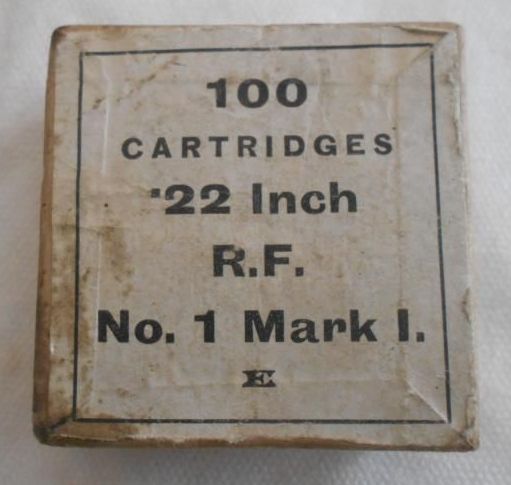 100
CARTRIDGES
·22 Inch
R.F.
No. 1 Mark I.
E